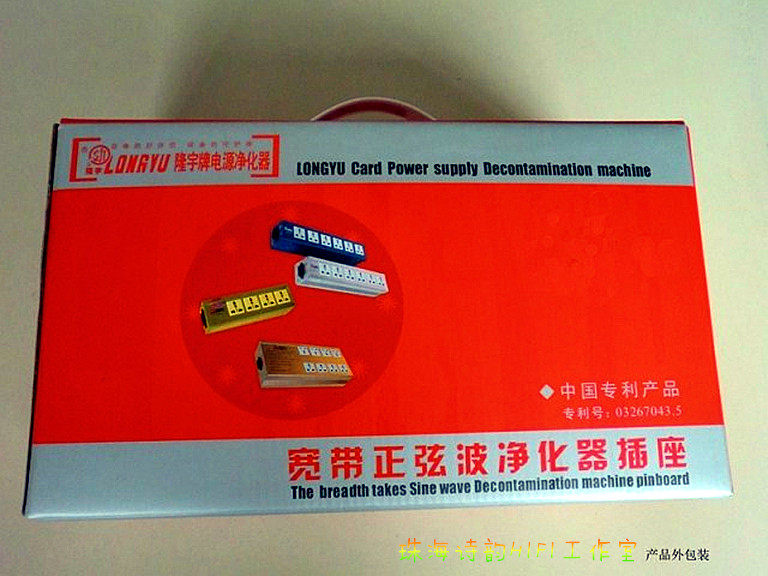 LONGYU 隆宇牌电源净化器
LONGYU Card Power supply Decontamination machine
◆中国专利产品
专利号：03267043.5
宽带正弦波净化器插座
The breadth takes Sine wave Decontamination machine pinboard
珠海诗韵HIFI工作室
产品外包装